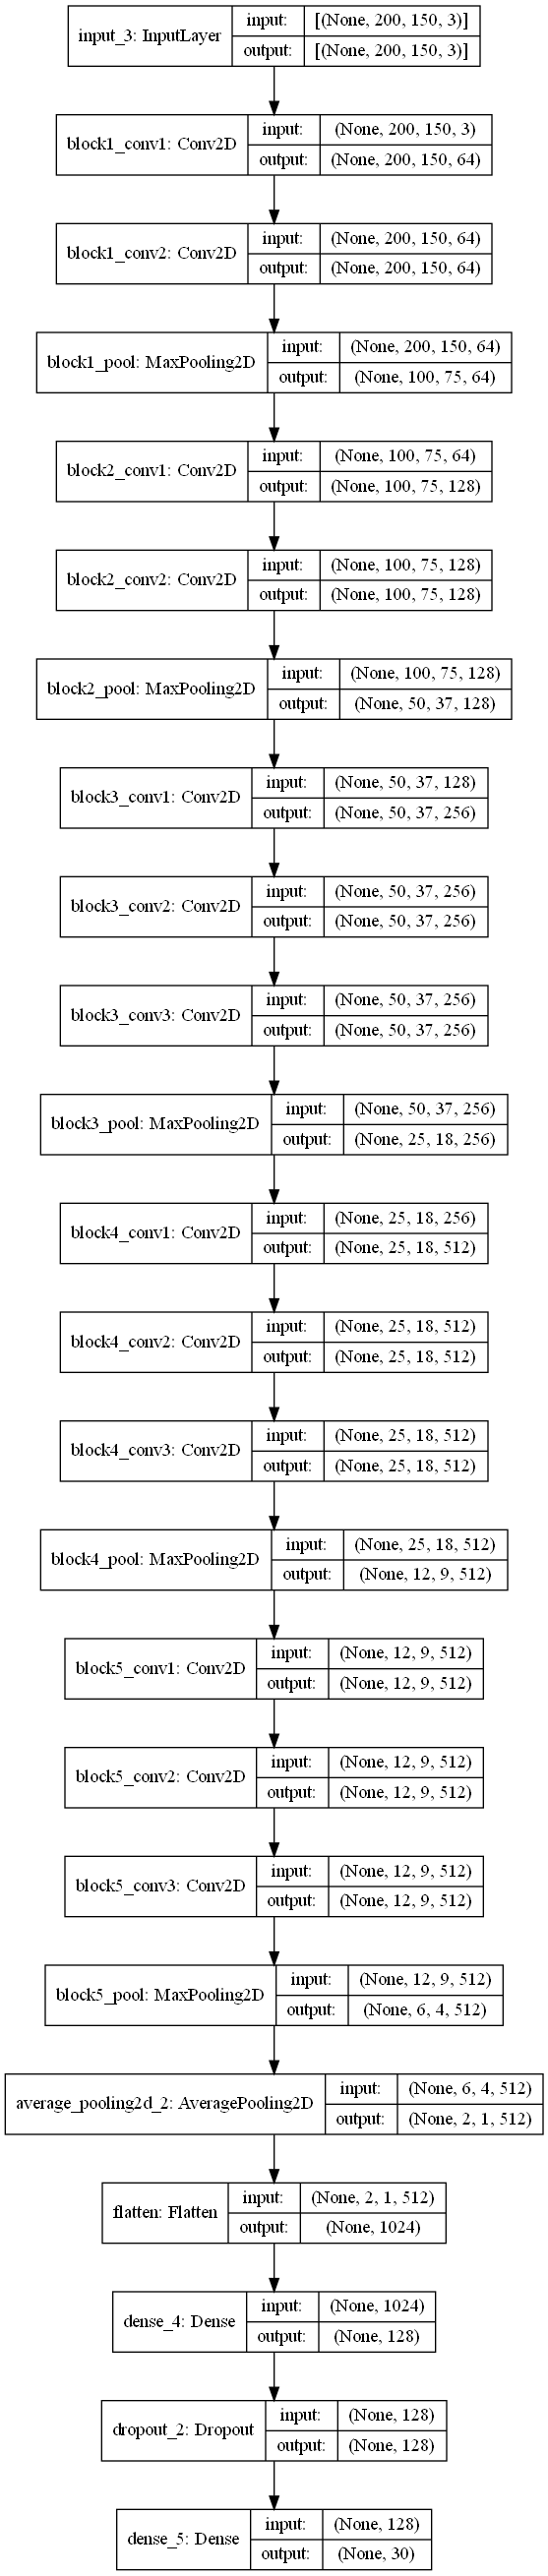 input_3: InputLayer input: [(None, 200, 150, 3)]
output: [(None, 200, 150, 3)]
block1_conv1: Conv2D input: (None, 200, 150, 3)
output: (None, 200, 150, 64)
block1_conv2: Conv2D input: (None, 200, 150, 64)
output: (None, 200, 150, 64)
block1_pool: MaxPooling2D input: (None, 200, 150, 64)
output: (None, 100, 75, 64)
block2_conv1: Conv2D input: (None, 100, 75, 64)
output: (None, 100, 75, 128)
block2_conv2: Conv2D input: (None, 100, 75, 128)
output: (None, 100, 75, 128)
block2_pool: MaxPooling2D input: (None, 100, 75, 128)
output: (None, 50, 37, 128)
block3_conv1: Conv2D input: (None, 50, 37, 128)
output: (None, 50, 37, 256)
block3_conv2: Conv2D input: (None, 50, 37, 256)
output: (None, 50, 37, 256)
block3_conv3: Conv2D input: (None, 50, 37, 256)
output: (None, 50, 37, 256)
block3_pool: MaxPooling2D input: (None, 50, 37, 256)
output: (None, 25, 18, 256)
block4_conv1: Conv2D input: (None, 25, 18, 256)
output: (None, 25, 18, 512)
block4_conv2: Conv2D input: (None, 25, 18, 512)
output: (None, 25, 18, 512)
block4_conv3: Conv2D input: (None, 25, 18, 512)
output: (None, 25, 18, 512)
block4_pool: MaxPooling2D input: (None, 25, 18, 512)
output: (None, 12, 9, 512)
block5_conv1: Conv2D input: (None, 12, 9, 512)
output: (None, 12, 9, 512)
block5_conv2: Conv2D input: (None, 12, 9, 512)
output: (None, 12, 9, 512)
block5_conv3: Conv2D input: (None, 12, 9, 512)
output: (None, 12, 9, 512)
block5_pool: MaxPooling2D input: (None, 12, 9, 512)
output: (None, 6, 4, 512)
average_pooling2d_2: AveragePooling2D input: (None, 6, 4, 512)
output: (None, 2, 1, 512)
flatten: Flatten input: (None, 2, 1, 512)
output: (None, 1024)
dense_4: Dense input: (None, 1024)
output: (None, 128)
dropout_2: Dropout input: (None, 128)
output: (None, 128)
dense_5: Dense input: (None, 128)
output: (None, 30)